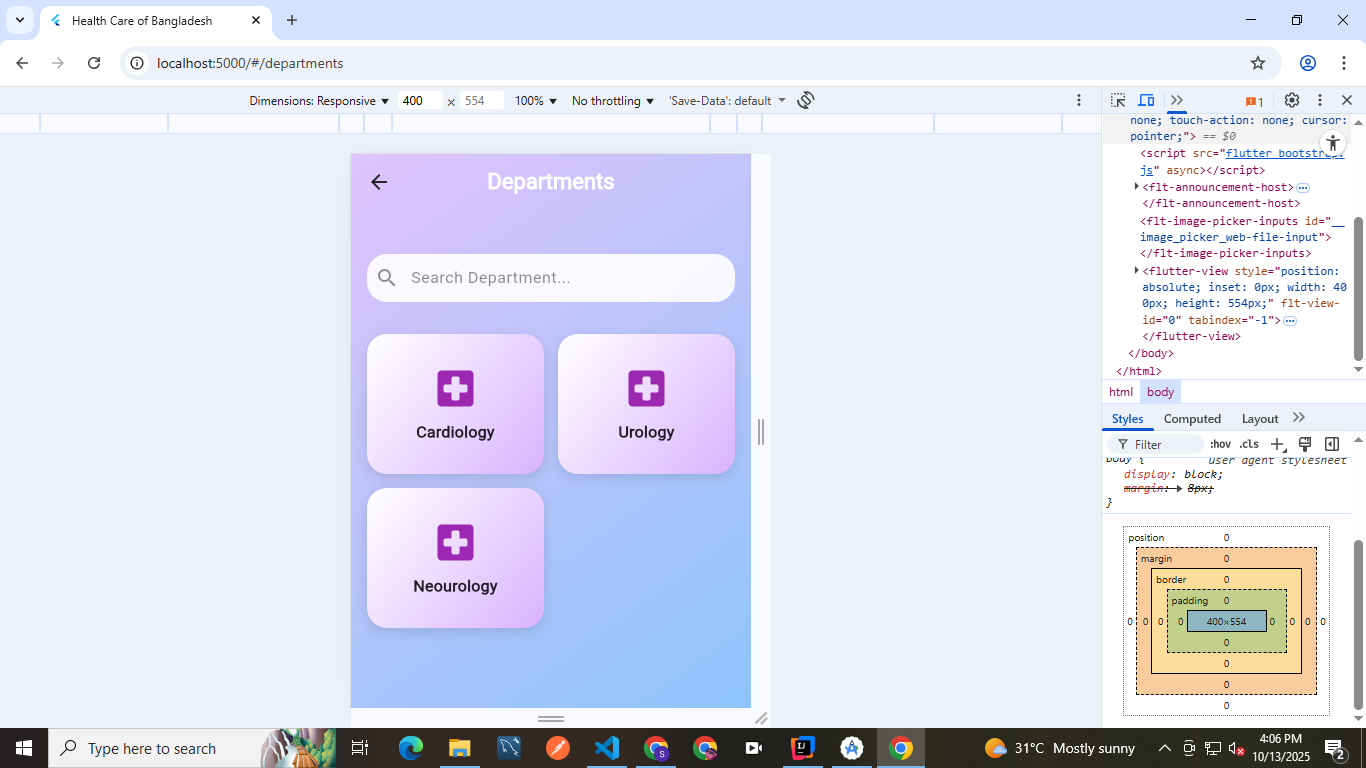 Health Care of Bangladesh
localhost:5000/#/departments
Dimensions: Responsive 400 × 554 100% No throttling 'Save-Data': default
1
Departments
Search Department...
Cardiology
Urology
Neourology
none; touch-action: none; cursor:
pointer;"> == $0
<script src="flutter_bootstrap.
js" async></script>
<flt-announcement-host>
</flt-announcement-host>
<flt-image-picker-inputs id="__
image_picker_web-file-input">
</flt-image-picker-inputs>
<flutter-view style="position:
absolute; inset: 0px; width: 40
0px; height: 554px;" flt-view-
id="0" tabindex="-1">
</flutter-view>
</body>
</html>
html body
Styles Computed Layout
Filter :hov .cls
body { user agent stylesheet
display: block;
margin: 8px;
}
position 0
margin 0
border 0
padding 0
0 0 0 0 400×554 0 0 0 0
0
0
0
0
Type here to search
31°C Mostly sunny
4:06 PM
10/13/2025
2